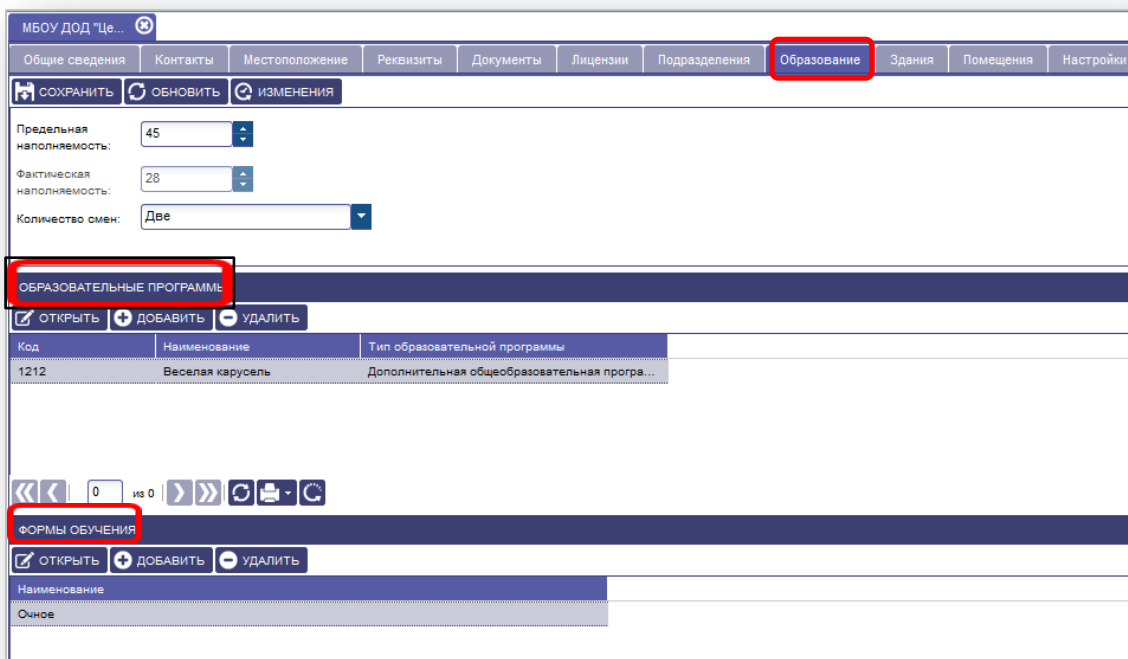 МБОУ ДОД "Це...
Общие сведения Контакты Местоположение Реквизиты Документы Лицензии Подразделения Образование Здания Помещения Настройки
СОХРАНИТЬ ОБНОВИТЬ ИЗМЕНЕНИЯ
Предельная
наполняемость: 45
Фактическая
наполняемость: 28
Количество смен: Две
ОБРАЗОВАТЕЛЬНЫЕ ПРОГРАММЫ
ОТКРЫТЬ ДОБАВИТЬ УДАЛИТЬ
Код Наименование Тип образовательной программы
1212 Веселая карусель Дополнительная общеобразовательная програ...
0 из 0
ФОРМЫ ОБУЧЕНИЯ
ОТКРЫТЬ ДОБАВИТЬ УДАЛИТЬ
Наименование
Очное